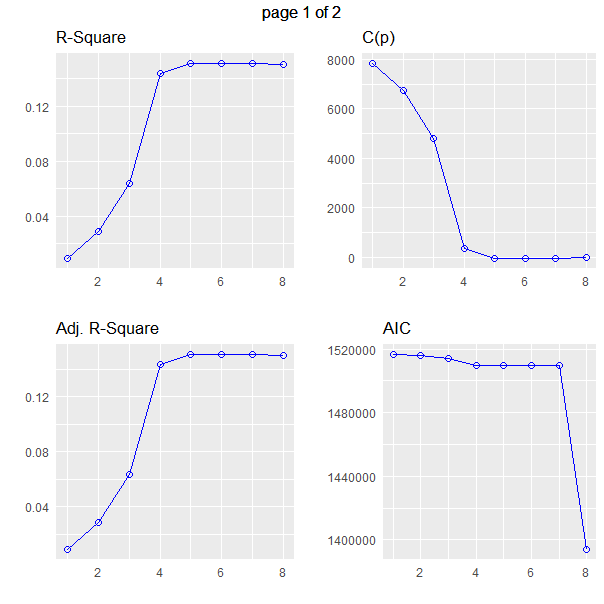 page 1 of 2
R-Square
C(p)
0.12
0.08
0.04
2 4 6 8
8000
6000
4000
2000
0
2 4 6 8
Adj. R-Square
AIC
0.12
0.08
0.04
2 4 6 8
1520000
1480000
1440000
1400000
2 4 6 8